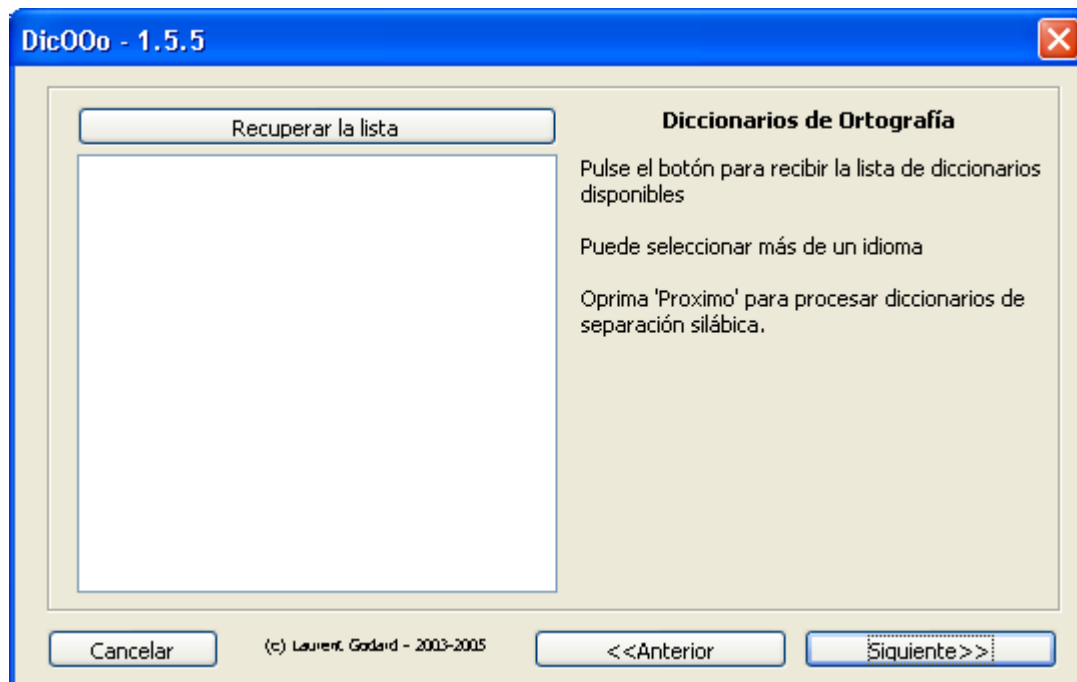 DicOOo - 1.5.5
Recuperar la lista
Diccionarios de Ortografía
Pulse el botón para recibir la lista de diccionarios
disponibles
Puede seleccionar más de un idioma
Oprima 'Proximo' para procesar diccionarios de
separación silábica.
Cancelar
(c) Laurent Godard - 2003-2005
<<Anterior
Siguiente>>